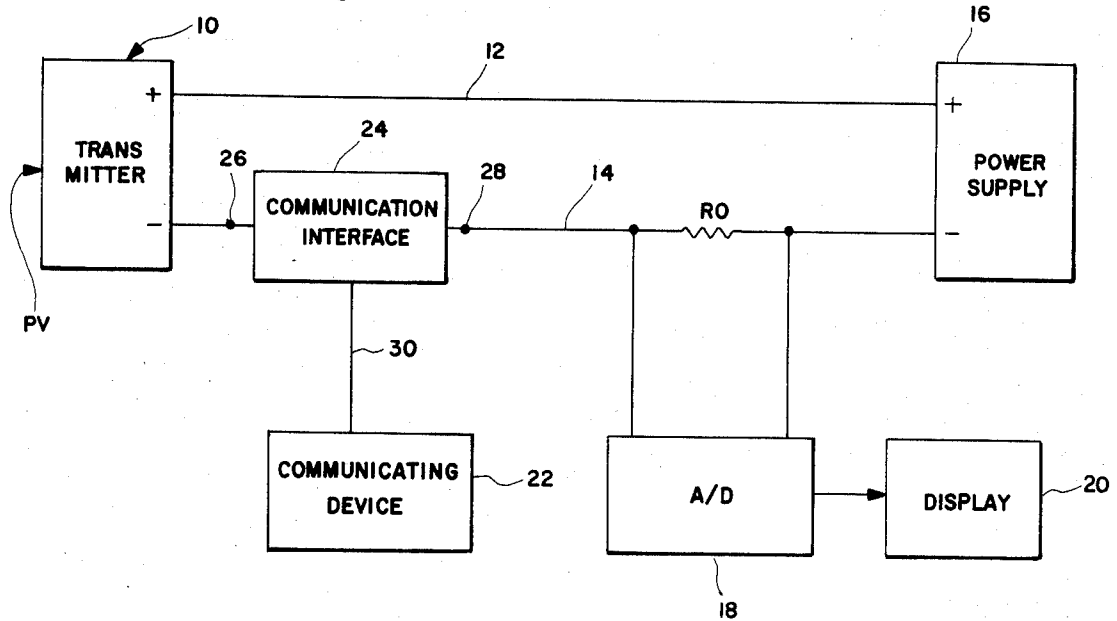 10
12
16
+
+
TRANS
MITTER
24
26
28
14
POWER
SUPPLY
COMMUNICATION
INTERFACE
RO
−
−
PV
30
COMMUNICATING
DEVICE
22
A/D
DISPLAY
20
18